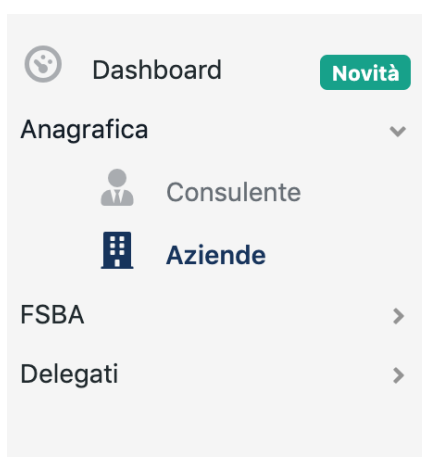 Dashboard
Novità
Anagrafica
Consulente
Aziende
FSBA
Delegati